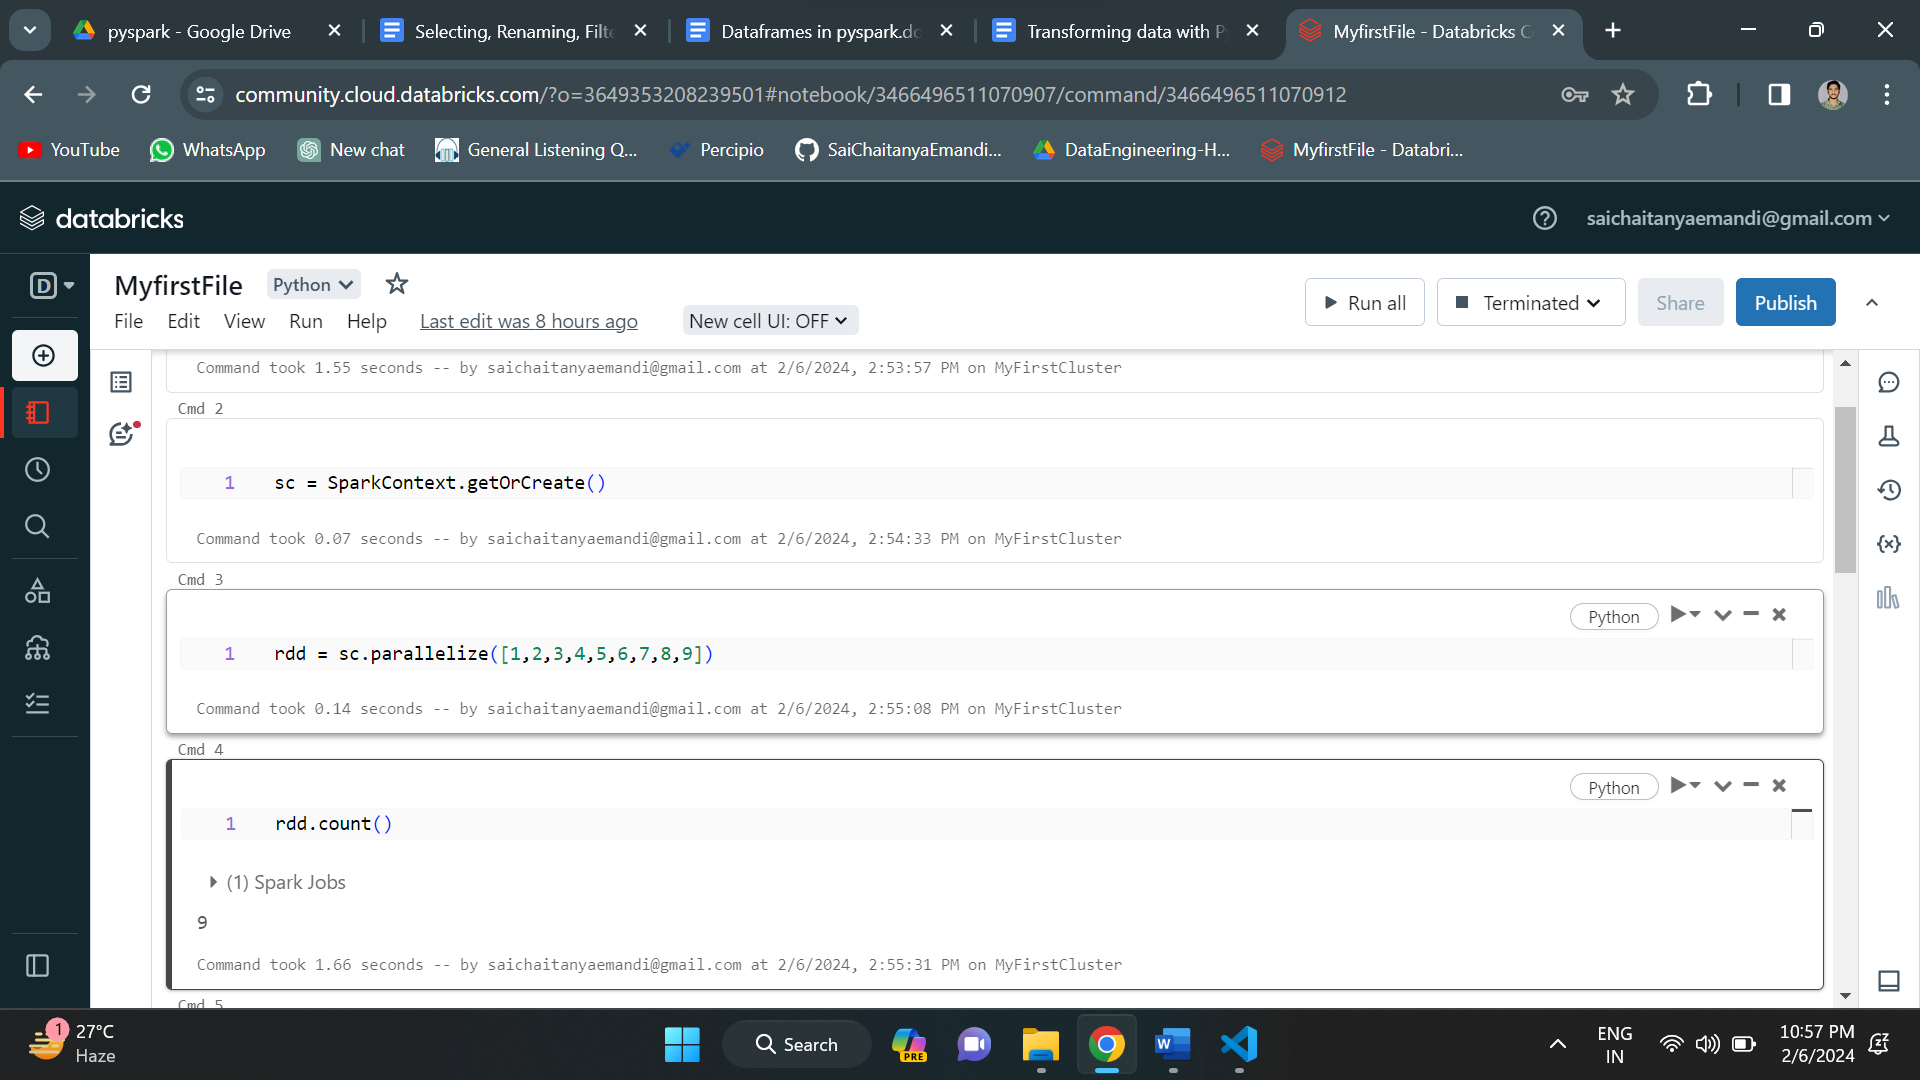 pyspark - Google Drive
Selecting, Renaming, Filte
Dataframes in pyspark.do
Transforming data with P
MyfirstFile - Databricks C
community.cloud.databricks.com/?o=3649353208239501#notebook/3466496511070907/command/3466496511070912
YouTube
WhatsApp
New chat
General Listening Q...
Percipio
SaiChaitanyaEmandi...
DataEngineering-H...
MyfirstFile - Databri...
databricks
saichaitanyaemandi@gmail.com
D
MyfirstFile
Python
Run all
Terminated
Share
Publish
File
Edit
View
Run
Help
Last edit was 8 hours ago
New cell UI: OFF
Command took 1.55 seconds -- by saichaitanyaemandi@gmail.com at 2/6/2024, 2:53:57 PM on MyFirstCluster
Cmd 2
1 sc = SparkContext.getOrCreate()
Command took 0.07 seconds -- by saichaitanyaemandi@gmail.com at 2/6/2024, 2:54:33 PM on MyFirstCluster
Cmd 3
Python
1 rdd = sc.parallelize([1,2,3,4,5,6,7,8,9])
Command took 0.14 seconds -- by saichaitanyaemandi@gmail.com at 2/6/2024, 2:55:08 PM on MyFirstCluster
Cmd 4
Python
1 rdd.count()
(1) Spark Jobs
9
Command took 1.66 seconds -- by saichaitanyaemandi@gmail.com at 2/6/2024, 2:55:31 PM on MyFirstCluster
Cmd 5
1
27°C
Haze
Search
PRE
W
ENG
IN
10:57 PM
2/6/2024